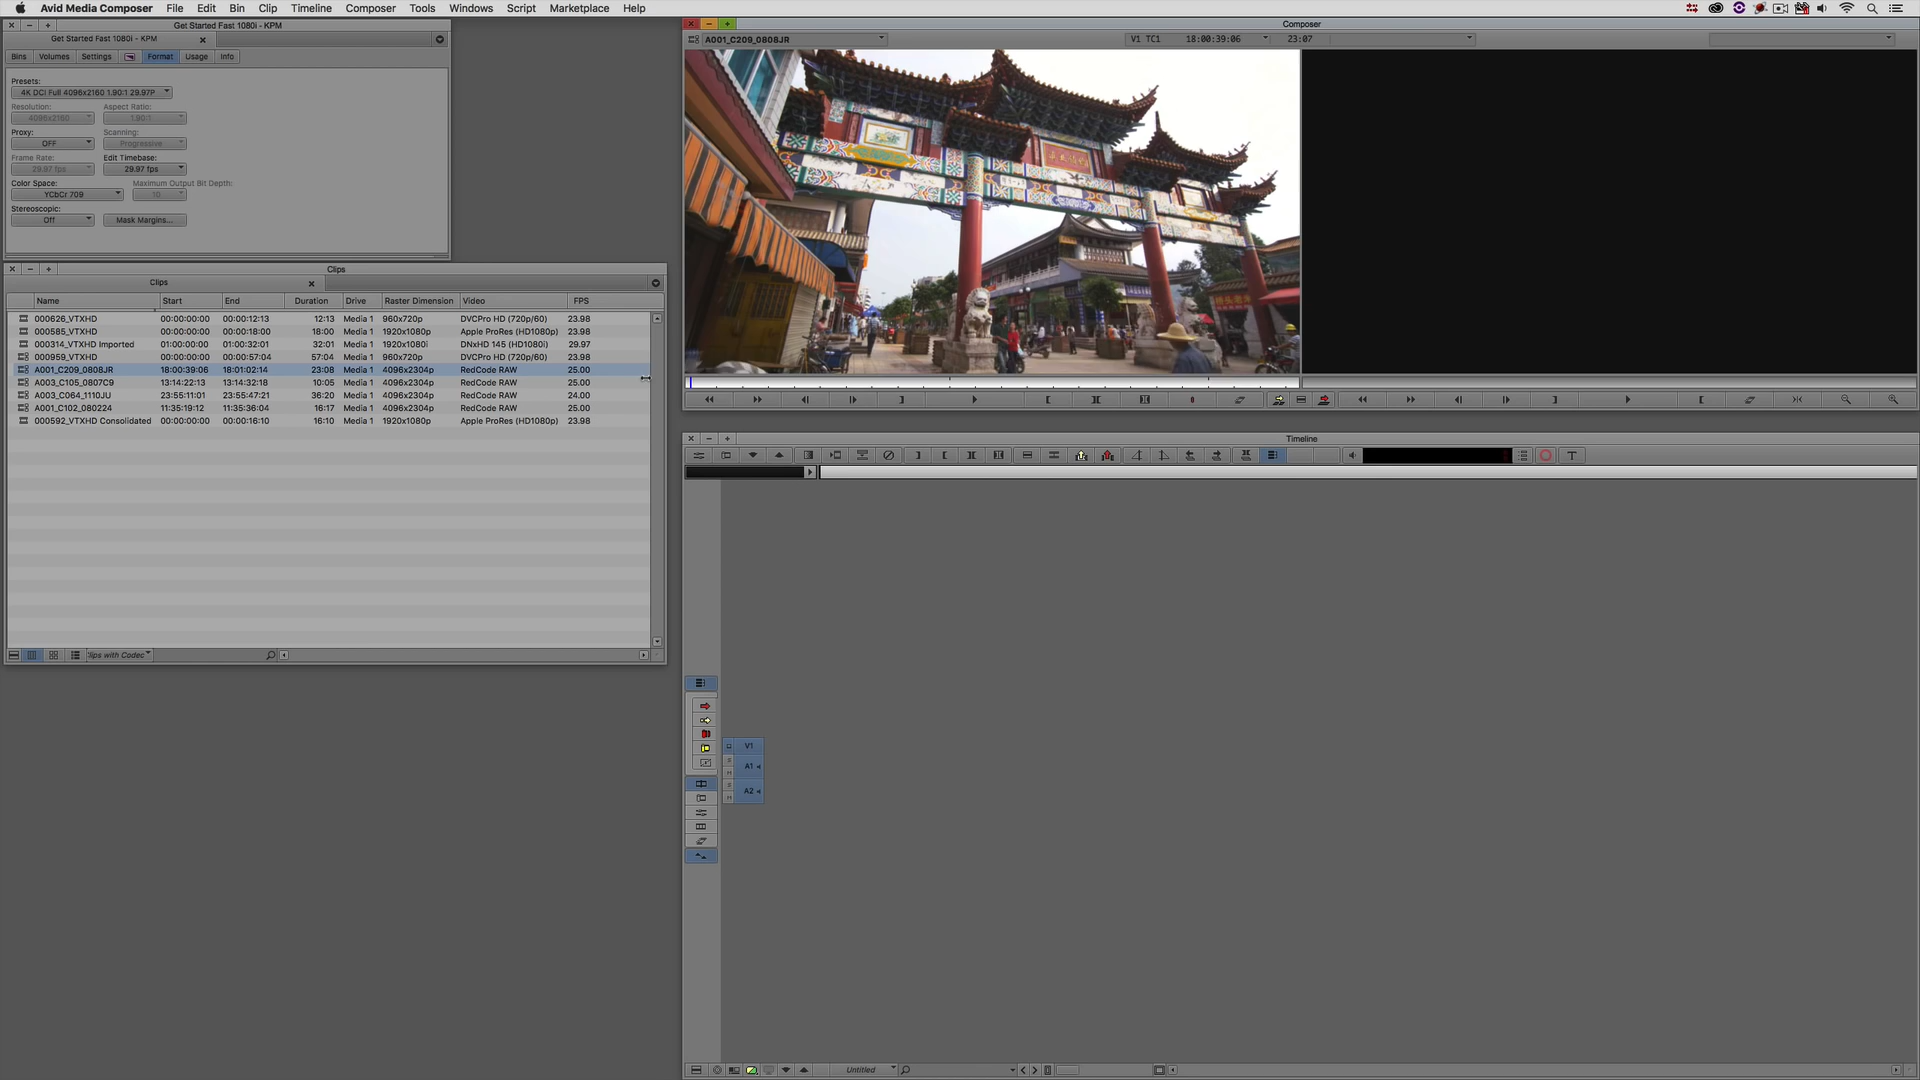 Avid Media Composer File Edit Bin Clip Timeline Composer Tools Windows Script Marketplace Help
Get Started Fast 1080i - KPM
Get Started Fast 1080i - KPM
Bins Volumes Settings Format Usage Info
Presets:
4K DCI Full 4096x2160 1.90:1 29.97P
Resolution: Aspect Ratio:
4096x2160 1.90:1
Proxy: Scanning:
OFF Progressive
Frame Rate: Edit Timebase:
29.97 fps 29.97 fps
Color Space: Maximum Output Bit Depth:
YCbCr 709 10
Stereoscopic:
Off Mask Margins...
Clips
Clips
Name Start End Duration Drive Raster Dimension Video FPS
000626_VTXHD 00:00:00:00 00:00:12:13 12:13 Media 1 960x720p DVCPro HD (720p/60) 23.98
000585_VTXHD 00:00:00:00 00:00:18:00 18:00 Media 1 1920x1080p Apple ProRes (HD1080p) 23.98
000314_VTXHD Imported 01:00:00:00 01:00:32:01 32:01 Media 1 1920x1080i DNxHD 145 (HD1080i) 29.97
000959_VTXHD 00:00:00:00 00:00:57:04 57:04 Media 1 960x720p DVCPro HD (720p/60) 23.98
A001_C209_0808JR 18:00:39:06 18:01:02:14 23:08 Media 1 4096x2304p RedCode RAW 25.00
A003_C105_0807C9 13:14:22:13 13:14:32:18 10:05 Media 1 4096x2304p RedCode RAW 25.00
A003_C064_1110JU 23:55:11:01 23:55:47:21 36:20 Media 1 4096x2304p RedCode RAW 24.00
A001_C102_080224 11:35:19:12 11:35:36:04 16:17 Media 1 4096x2304p RedCode RAW 25.00
000592_VTXHD Consolidated 00:00:00:00 00:00:16:10 16:10 Media 1 1920x1080p Apple ProRes (HD1080p) 23.98
lips with Codec
Composer
A001_C209_0808JR V1 TC1 18:00:39:06 23:07
Timeline
V1
S
A1
M
S
A2
M
Untitled